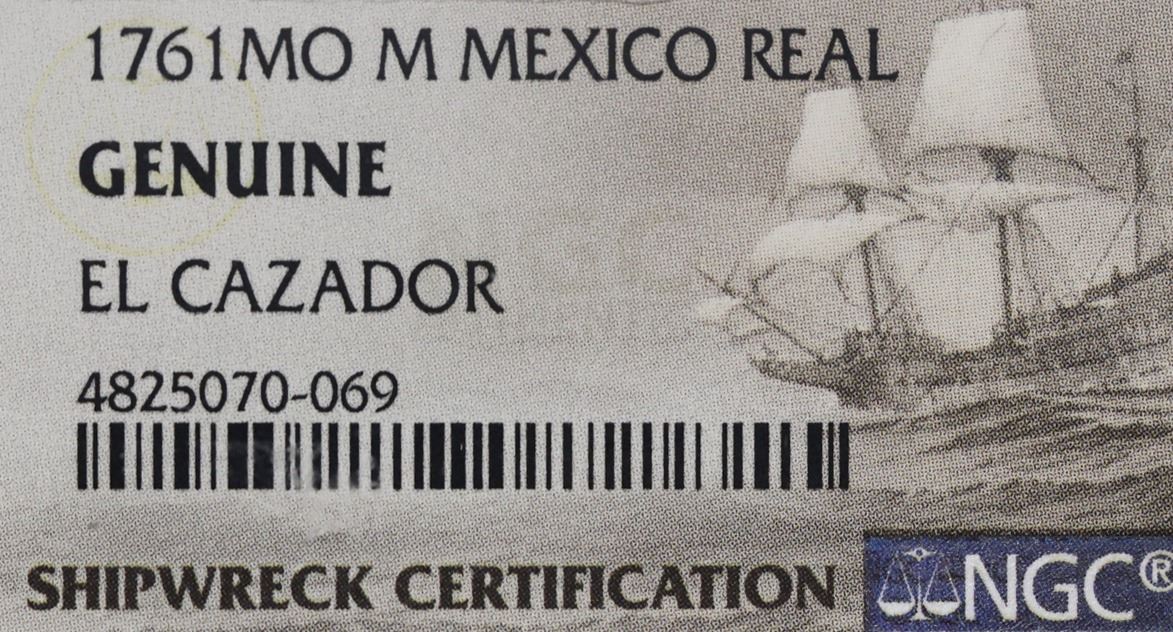 1761MO M MEXICO REAL
GENUINE
EL CAZADOR
4825070-069
SHIPWRECK CERTIFICATION
NGC®